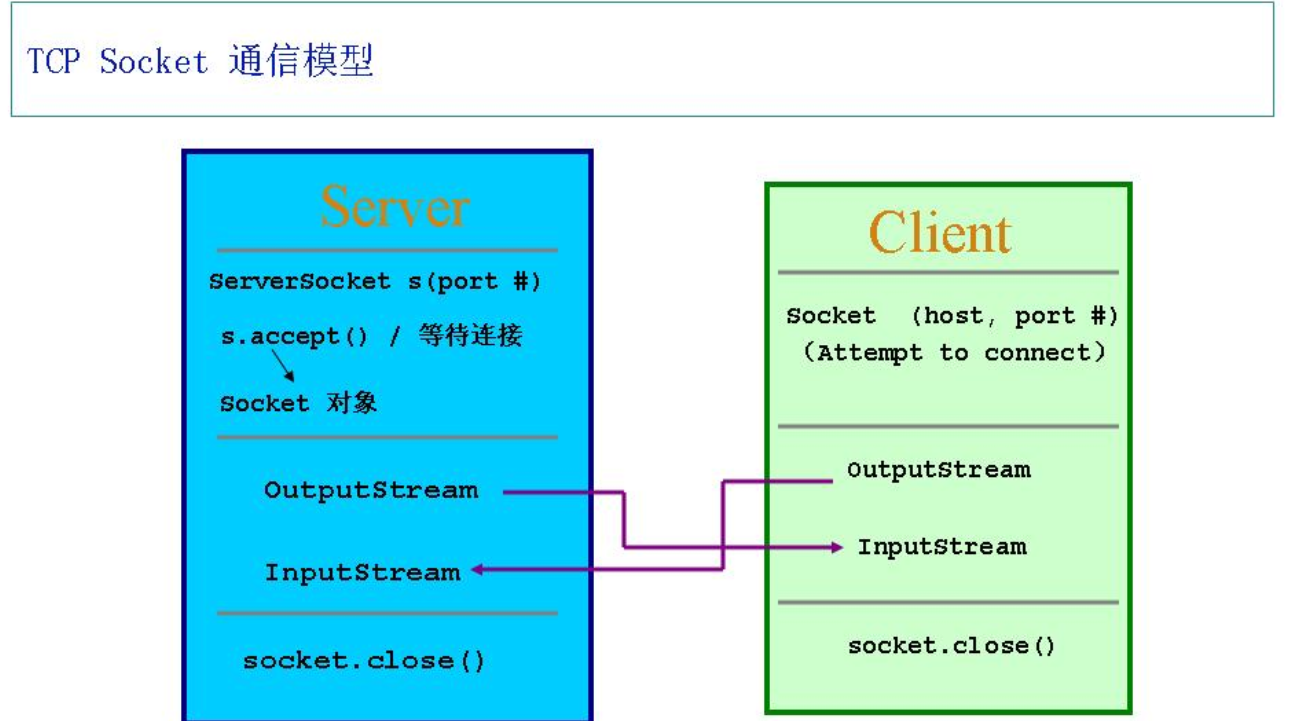 TCP Socket 通信模型
Server
ServerSocket s(port #)
s.accept() / 等待连接
Socket 对象
OutputStream
InputStream
socket.close()
Client
Socket (host, port #)
(Attempt to connect)
OutputStream
InputStream
socket.close()